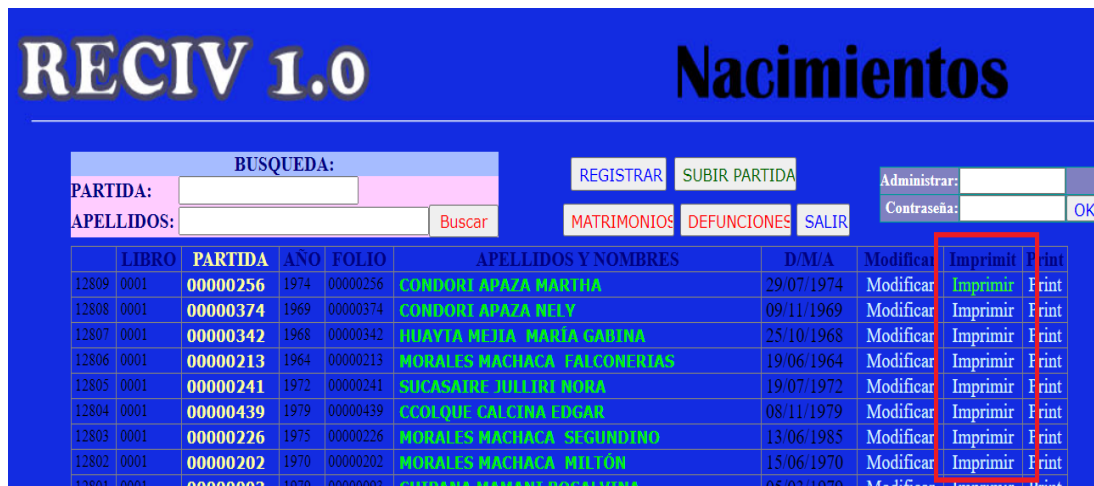 RECIV 1.0 Nacimientos
BUSQUEDA:
PARTIDA:
APELLIDOS: Buscar
REGISTRAR SUBIR PARTIDA
MATRIMONIOS DEFUNCIONES SALIR
Administrar:
Contraseña: OK
LIBRO PARTIDA AÑO FOLIO APELLIDOS Y NOMBRES D/M/A Modificar Imprimit Print
12809 0001 00000256 1974 00000256 CONDORI APAZA MARTHA 29/07/1974 Modificar Imprimir Print
12808 0001 00000374 1969 00000374 CONDORI APAZA NELY 09/11/1969 Modificar Imprimir Print
12807 0001 00000342 1968 00000342 HUAYTA MEJIA MARÍA GABINA 25/10/1968 Modificar Imprimir Print
12806 0001 00000213 1964 00000213 MORALES MACHACA FALCONERIAS 19/06/1964 Modificar Imprimir Print
12805 0001 00000241 1972 00000241 SUCASAIRE JULLIRI NORA 19/07/1972 Modificar Imprimir Print
12804 0001 00000439 1979 00000439 CCOLQUE CALCINA EDGAR 08/11/1979 Modificar Imprimir Print
12803 0001 00000226 1975 00000226 MORALES MACHACA SEGUNDINO 13/06/1985 Modificar Imprimir Print
12802 0001 00000202 1970 00000202 MORALES MACHACA MILTÓN 15/06/1970 Modificar Imprimir Print